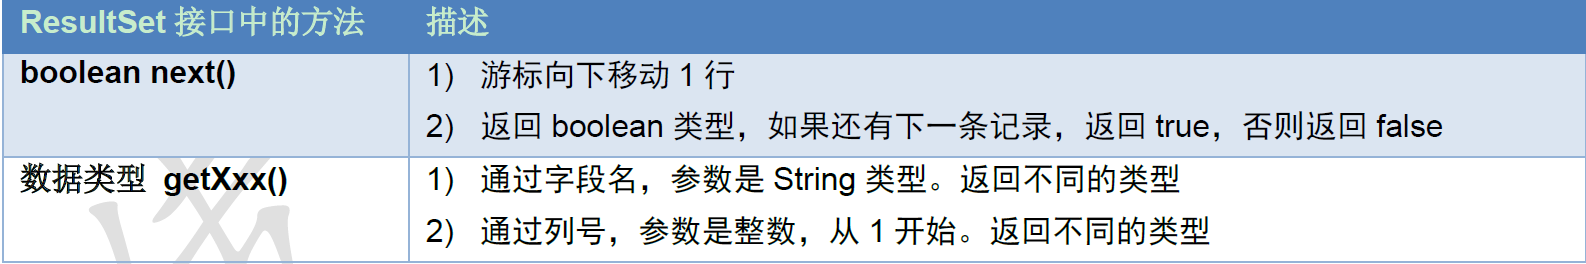 ResultSet 接口中的方法 描述
boolean next() 1) 游标向下移动 1 行
2) 返回 boolean 类型，如果还有下一条记录，返回 true，否则返回 false
数据类型 getXxx() 1) 通过字段名，参数是 String 类型。返回不同的类型
2) 通过列号，参数是整数，从 1 开始。返回不同的类型